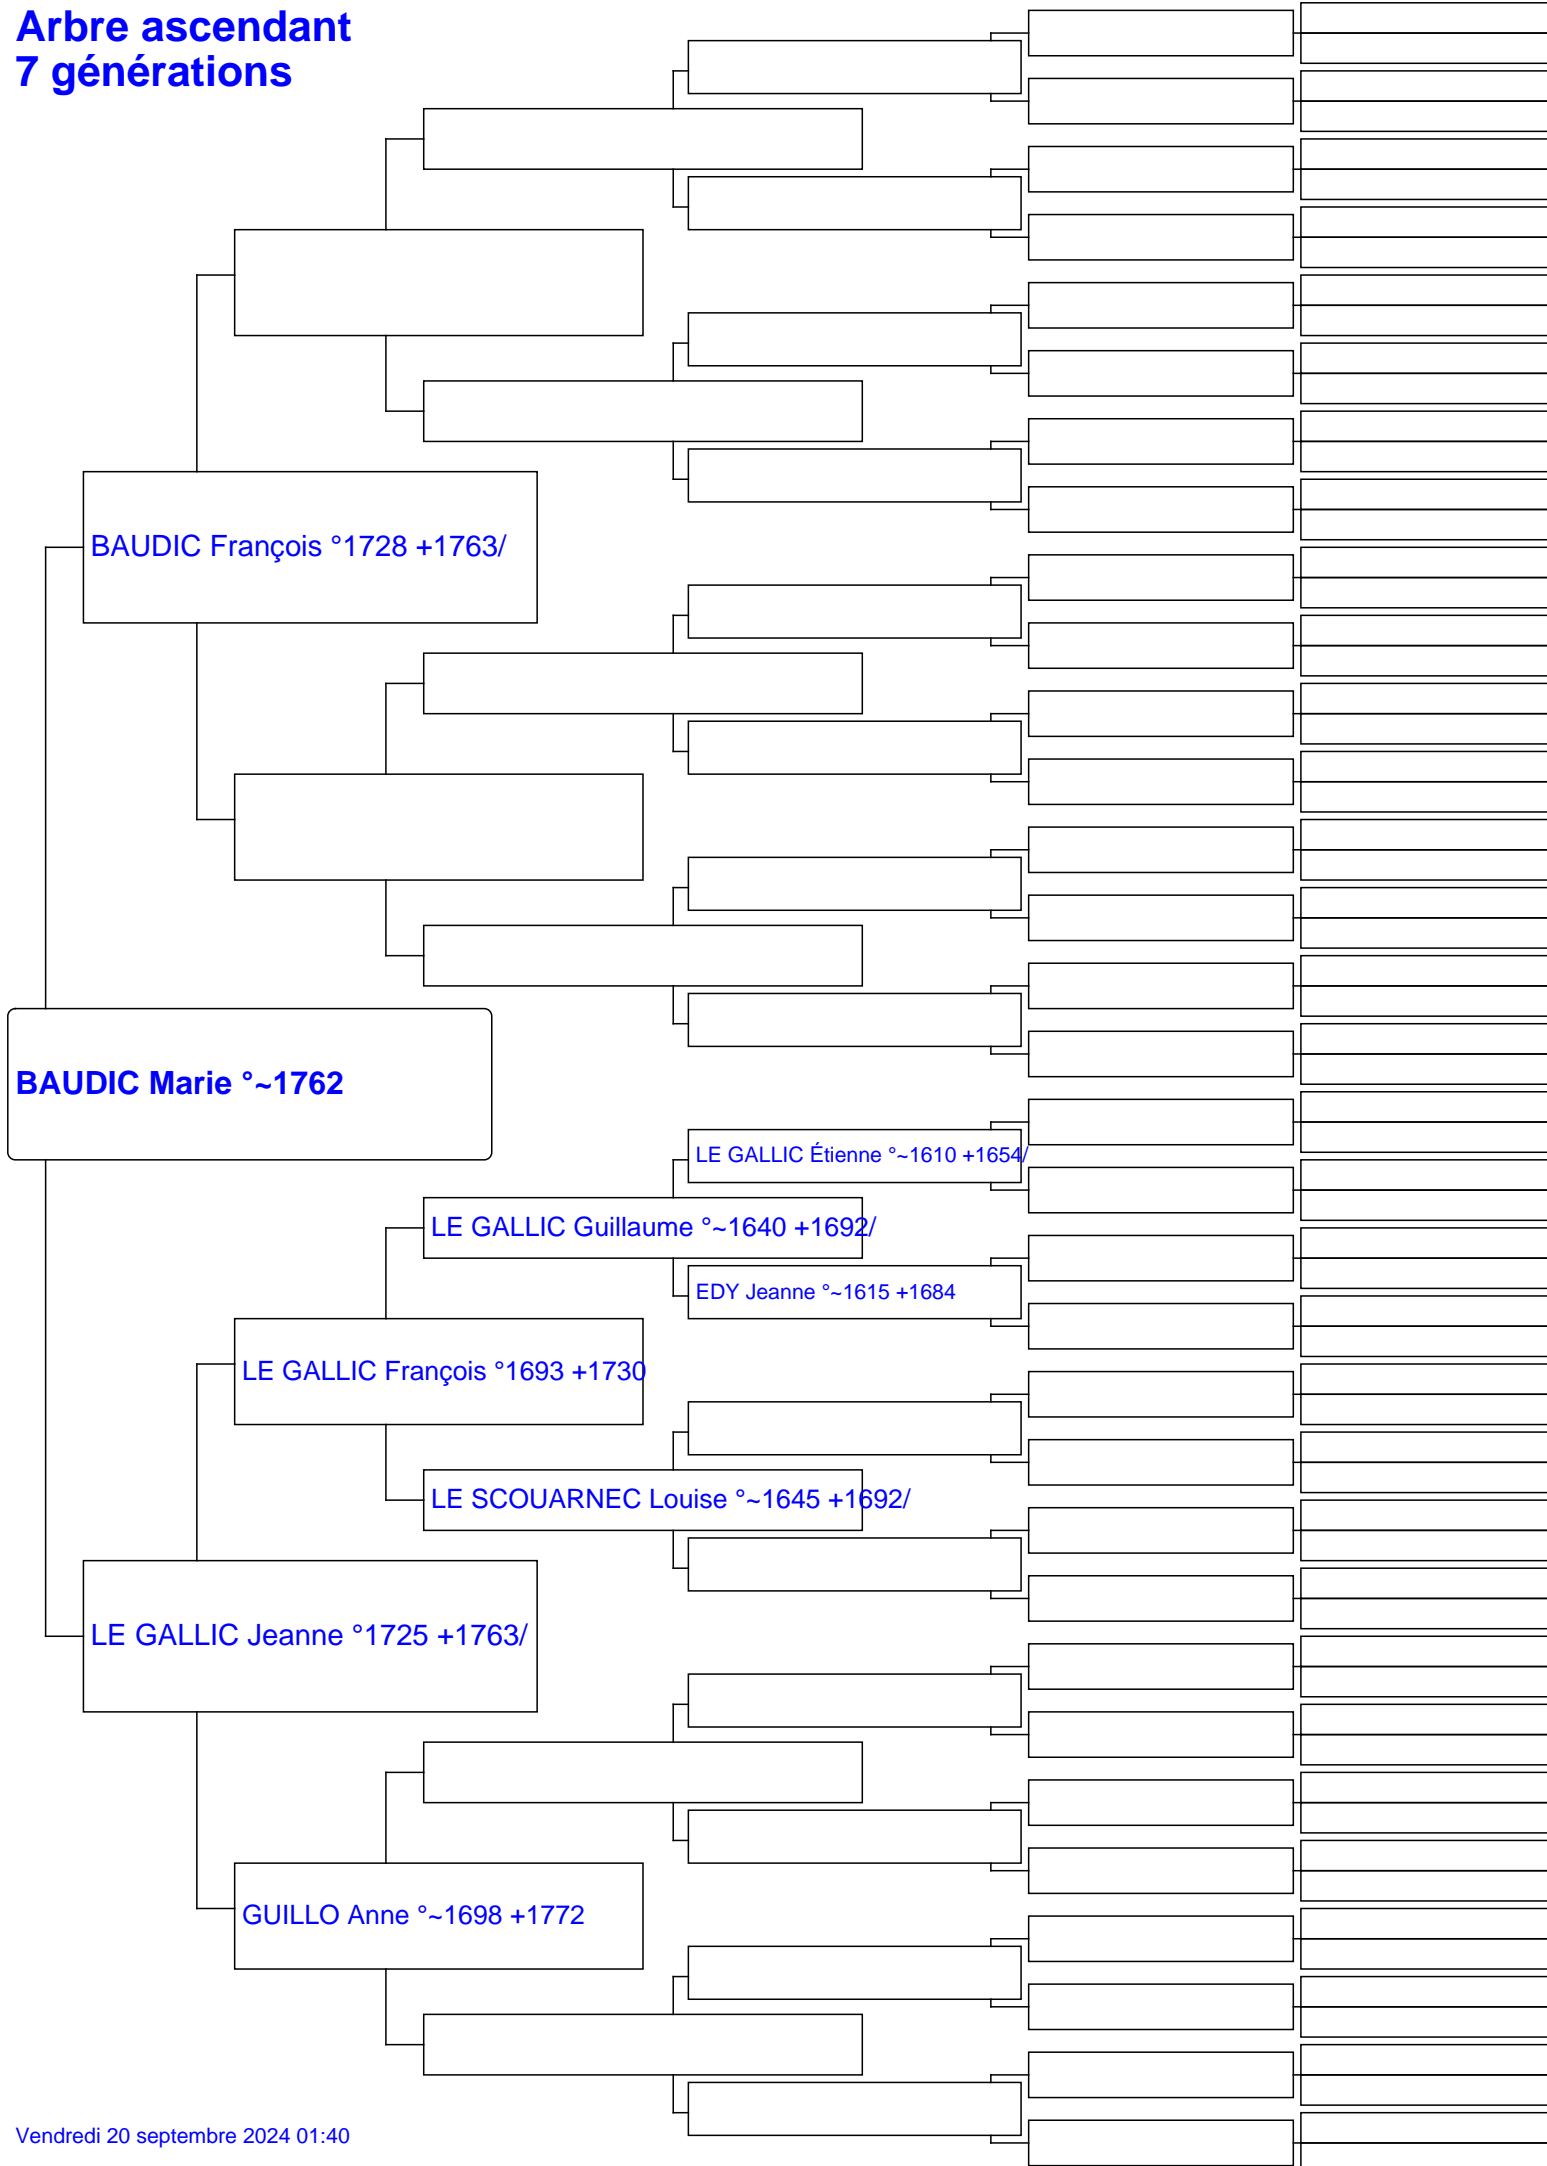 Arbre ascendant
7 générations
BAUDIC François °1728 +1763/
BAUDIC Marie °~1762
LE GALLIC Étienne °~1610 +1654/
LE GALLIC Guillaume °~1640 +1692/
EDY Jeanne °~1615 +1684
LE GALLIC François °1693 +1730
LE SCOUARNEC Louise °~1645 +1692/
LE GALLIC Jeanne °1725 +1763/
GUILLO Anne °~1698 +1772
Vendredi 20 septembre 2024 01:40